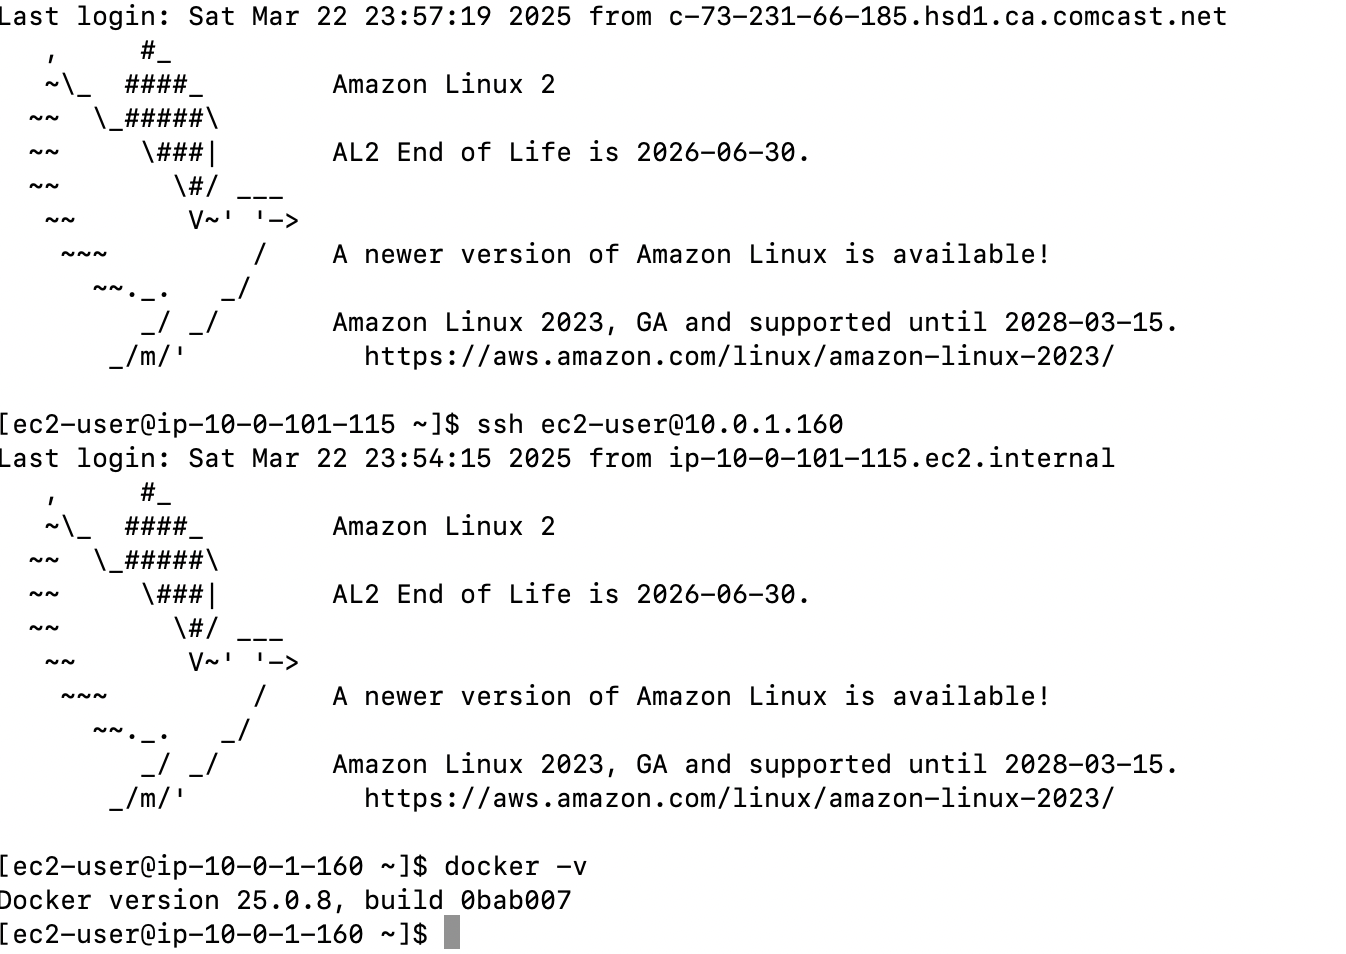 Last login: Sat Mar 22 23:57:19 2025 from c-73-231-66-185.hsd1.ca.comcast.net
   ,     #_
   ~\_  ####_        Amazon Linux 2
  ~~  \_#####\
  ~~     \###|       AL2 End of Life is 2026-06-30.
  ~~       \#/ ___
   ~~       V~' '->
    ~~~         /    A newer version of Amazon Linux is available!
      ~~._.   _/
         _/ _/       Amazon Linux 2023, GA and supported until 2028-03-15.
       _/m/'           https://aws.amazon.com/linux/amazon-linux-2023/

[ec2-user@ip-10-0-101-115 ~]$ ssh ec2-user@10.0.1.160
Last login: Sat Mar 22 23:54:15 2025 from ip-10-0-101-115.ec2.internal
   ,     #_
   ~\_  ####_        Amazon Linux 2
  ~~  \_#####\
  ~~     \###|       AL2 End of Life is 2026-06-30.
  ~~       \#/ ___
   ~~       V~' '->
    ~~~         /    A newer version of Amazon Linux is available!
      ~~._.   _/
         _/ _/       Amazon Linux 2023, GA and supported until 2028-03-15.
       _/m/'           https://aws.amazon.com/linux/amazon-linux-2023/

[ec2-user@ip-10-0-1-160 ~]$ docker -v
Docker version 25.0.8, build 0bab007
[ec2-user@ip-10-0-1-160 ~]$